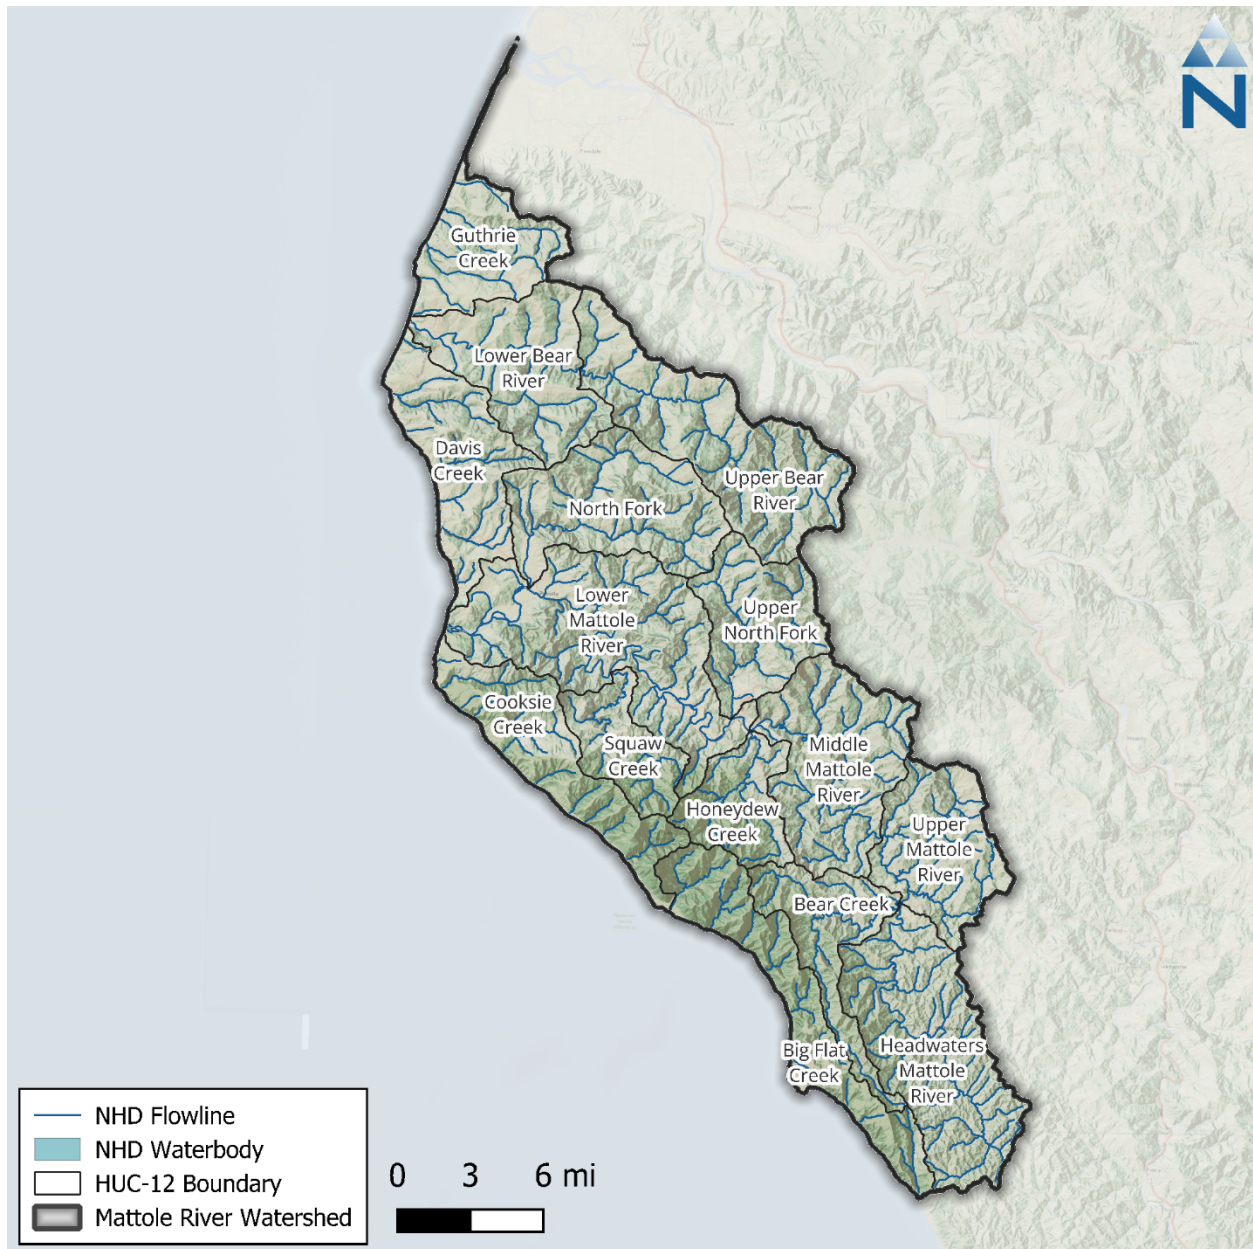 N
Guthrie
Creek
Lower Bear
River
Davis
Creek
Upper Bear
River
North Fork
Lower
Mattole
River
Upper
North Fork
Cooksie
Creek
Squaw
Creek
Middle
Mattole
River
Honeydew
Creek
Upper
Mattole
River
Bear Creek
Big Flat
Creek
Headwaters
Mattole
River
NHD Flowline
NHD Waterbody
HUC-12 Boundary
Mattole River Watershed
0 3 6 mi